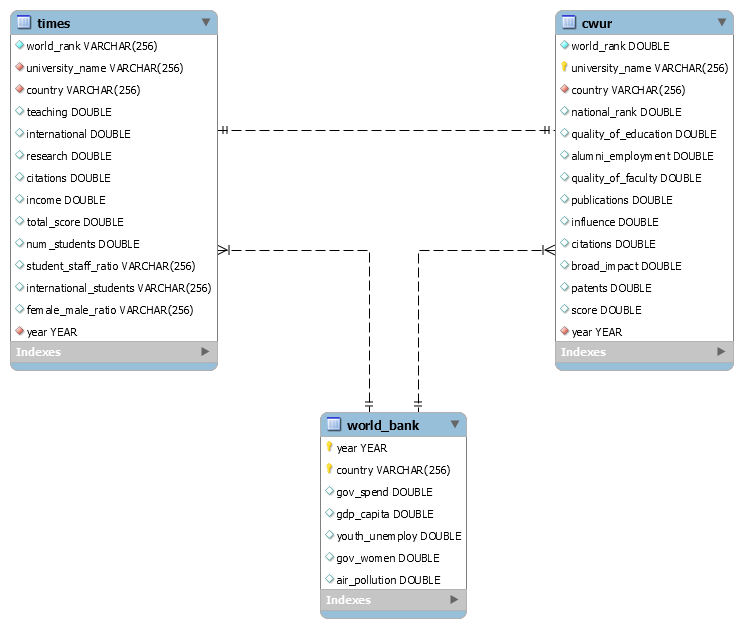 times
world_rank VARCHAR(256)
university_name VARCHAR(256)
country VARCHAR(256)
teaching DOUBLE
international DOUBLE
research DOUBLE
citations DOUBLE
income DOUBLE
total_score DOUBLE
num_students DOUBLE
student_staff_ratio VARCHAR(256)
international_students VARCHAR(256)
female_male_ratio VARCHAR(256)
year YEAR
Indexes
cwur
world_rank DOUBLE
university_name VARCHAR(256)
country VARCHAR(256)
national_rank DOUBLE
quality_of_education DOUBLE
alumni_employment DOUBLE
quality_of_faculty DOUBLE
publications DOUBLE
influence DOUBLE
citations DOUBLE
broad_impact DOUBLE
patents DOUBLE
score DOUBLE
year YEAR
Indexes
world_bank
year YEAR
country VARCHAR(256)
gov_spend DOUBLE
gdp_capita DOUBLE
youth_unemploy DOUBLE
gov_women DOUBLE
air_pollution DOUBLE
Indexes